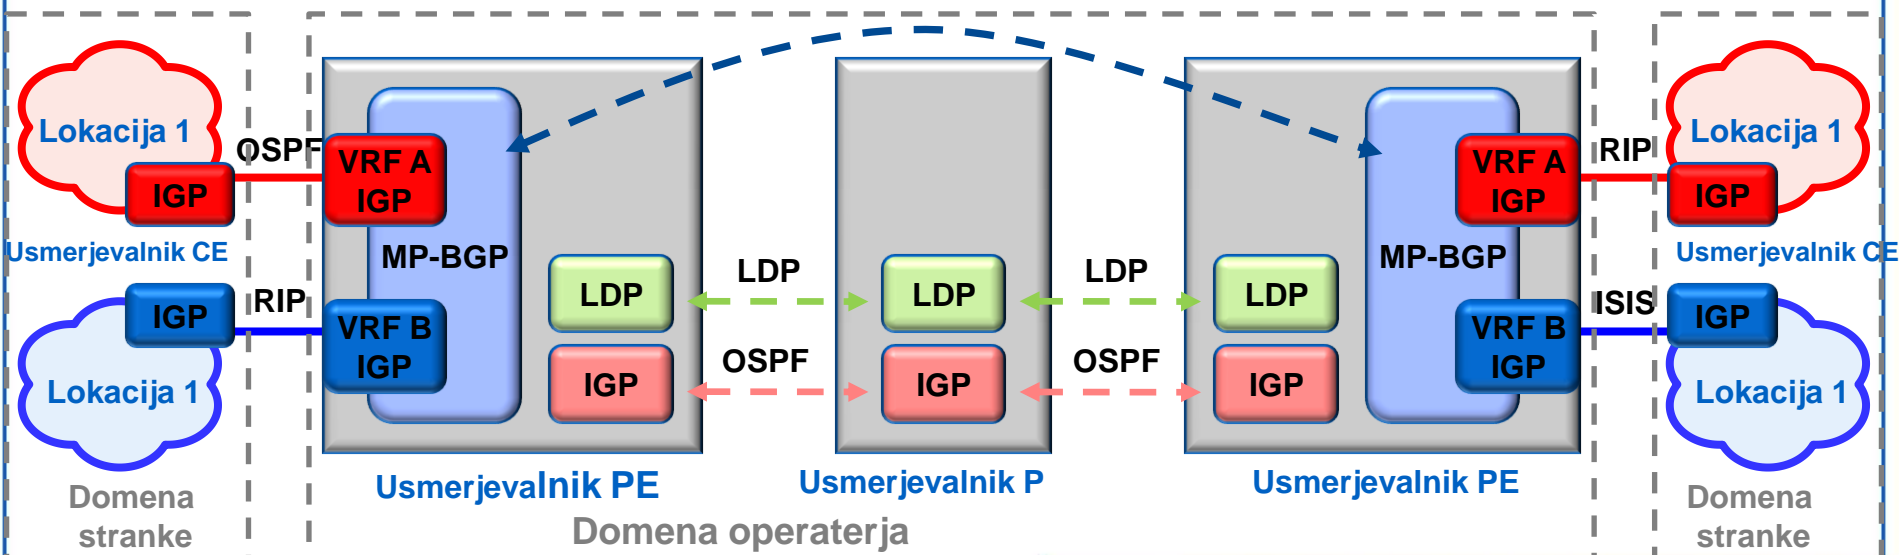 Lokacija 1
OSPF
IGP
Usmerjevalnik CE
IGP
RIP
Lokacija 1
Domena
stranke
VRF A
IGP
MP-BGP
VRF B
IGP
LDP
IGP
Usmerjevalnik PE
LDP
OSPF
LDP
IGP
Usmerjevalnik P
LDP
OSPF
LDP
IGP
MP-BGP
VRF A
IGP
VRF B
IGP
Usmerjevalnik PE
Domena operaterja
RIP
Lokacija 1
IGP
Usmerjevalnik CE
ISIS
IGP
Lokacija 1
Domena
stranke